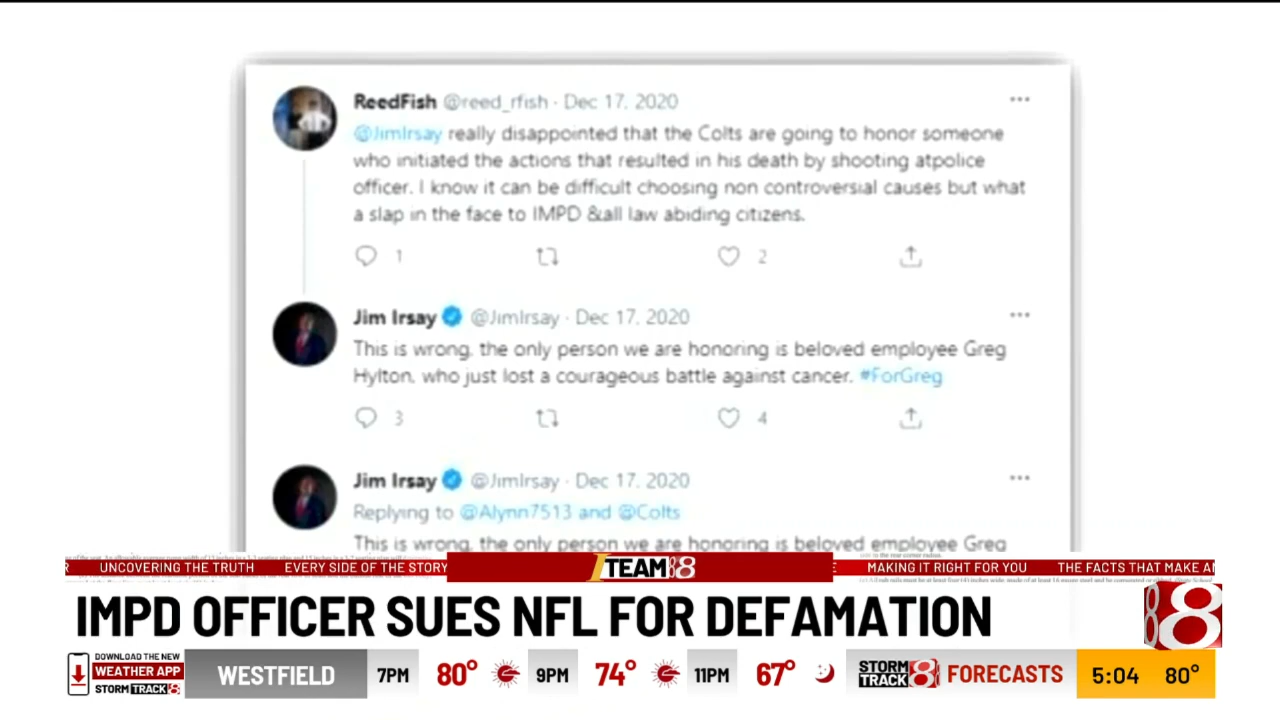 ReedFish @reed_rfish · Dec 17, 2020
@JimIrsay really disappointed that the Colts are going to honor someone
who initiated the actions that resulted in his death by shooting atpolice
officer. I know it can be difficult choosing non controversial causes but what
a slap in the face to IMPD &all law abiding citizens.
1 2
Jim Irsay @JimIrsay · Dec 17, 2020
This is wrong, the only person we are honoring is beloved employee Greg
Hylton, who just lost a courageous battle against cancer. #ForGreg
3 4
Jim Irsay @JimIrsay · Dec 17, 2020
Replying to @Alynn7513 and @Colts
This is wrong, the only person we are honoring is beloved employee Greg
R UNCOVERING THE TRUTH EVERY SIDE OF THE STORY I TEAM 8 E MAKING IT RIGHT FOR YOU THE FACTS THAT MAKE AN
IMPD OFFICER SUES NFL FOR DEFAMATION
8
DOWNLOAD THE NEW
WEATHER APP
STORM TRACK 8
WESTFIELD 7PM 80° 9PM 74° 11PM 67° STORM TRACK 8 FORECASTS 5:04 80°